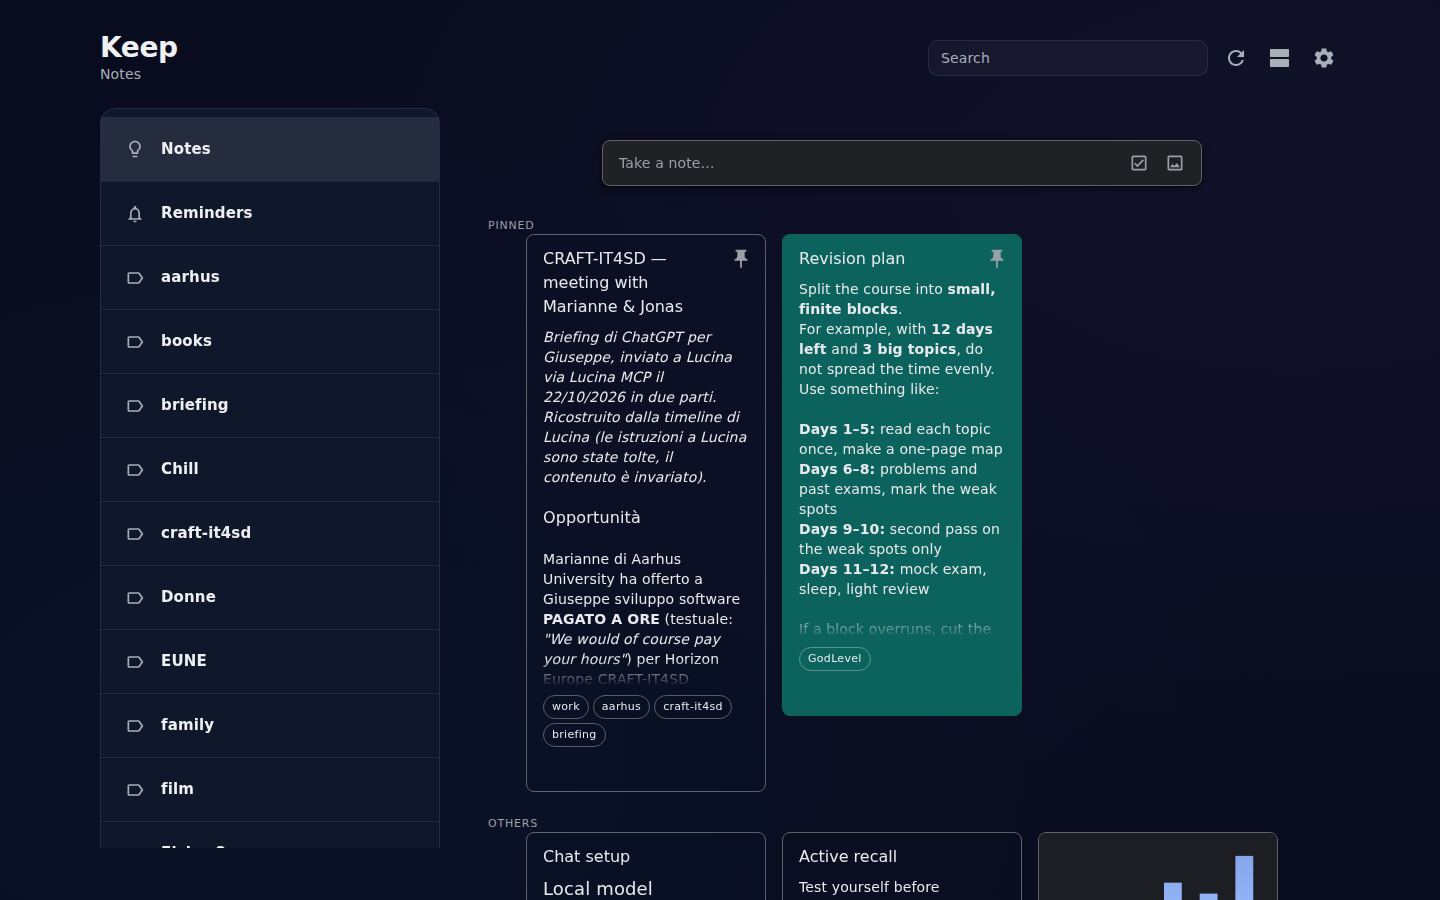 Keep
Notes
Search
Notes
Reminders
aarhus
books
briefing
Chill
craft-it4sd
Donne
EUNE
family
film
Take a note...
PINNED
CRAFT-IT4SD —
meeting with
Marianne & Jonas
Briefing di ChatGPT per
Giuseppe, inviato a Lucina
via Lucina MCP il
22/10/2026 in due parti.
Ricostruito dalla timeline di
Lucina (le istruzioni a Lucina
sono state tolte, il
contenuto è invariato).
Opportunità
Marianne di Aarhus
University ha offerto a
Giuseppe sviluppo software
PAGATO A ORE (testuale:
"We would of course pay
your hours") per Horizon
Europe CRAFT-IT4SD
work aarhus craft-it4sd
briefing
Revision plan
Split the course into small,
finite blocks.
For example, with 12 days
left and 3 big topics, do
not spread the time evenly.
Use something like:
Days 1–5: read each topic
once, make a one-page map
Days 6–8: problems and
past exams, mark the weak
spots
Days 9–10: second pass on
the weak spots only
Days 11–12: mock exam,
sleep, light review
If a block overruns, cut the
GodLevel
OTHERS
Chat setup
Local model
Active recall
Test yourself before